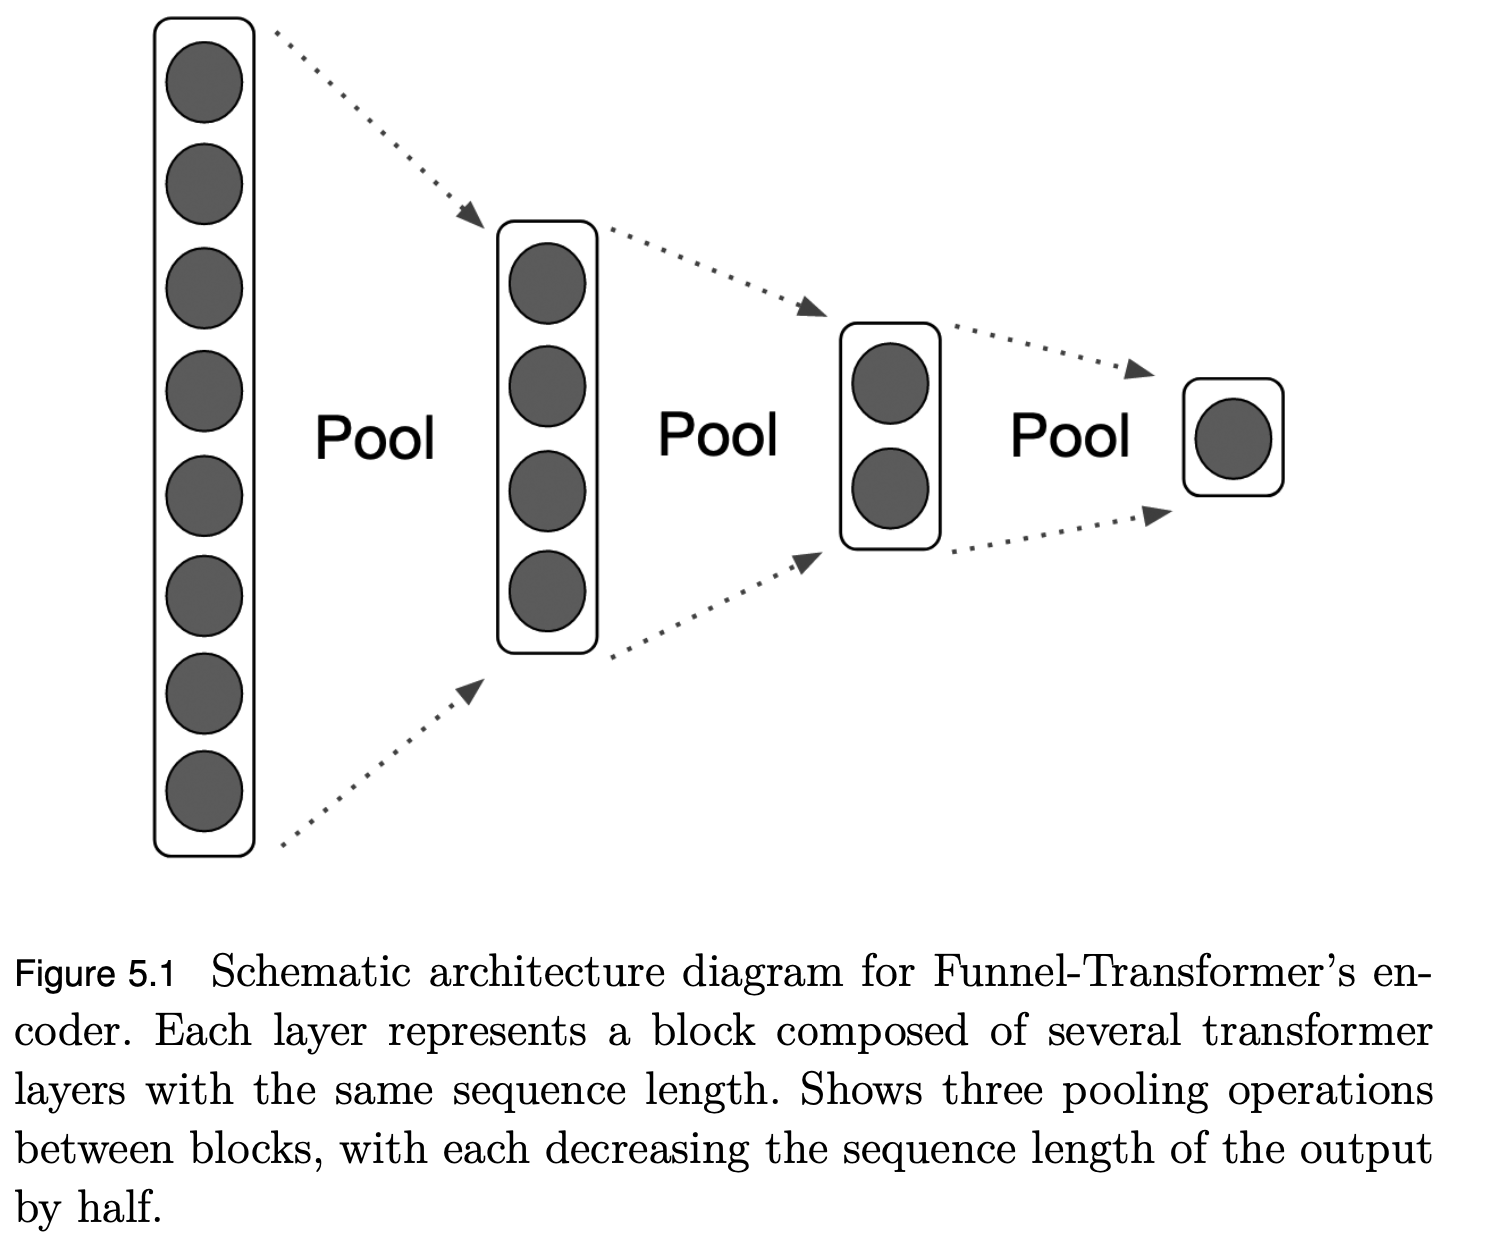 Pool Pool Pool
Figure 5.1 Schematic architecture diagram for Funnel-Transformer’s en-
coder. Each layer represents a block composed of several transformer
layers with the same sequence length. Shows three pooling operations
between blocks, with each decreasing the sequence length of the output
by half.